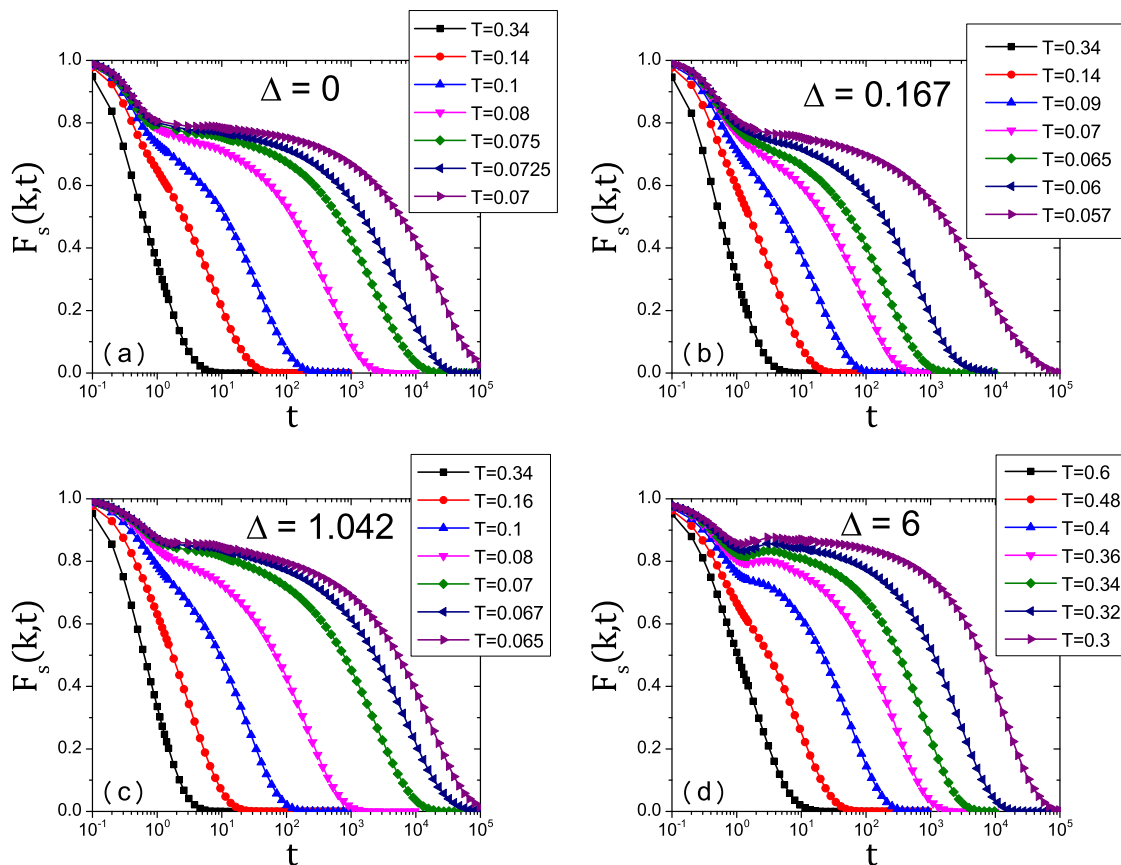 T=0.34
T=0.14
T=0.1
T=0.08
T=0.075
T=0.0725
T=0.07
Δ = 0
1.0
0.8
0.6
0.4
0.2
0.0
F_s(k,t)
(a)
10^-1 10^0 10^1 10^2 10^3 10^4 10^5
t
T=0.34
T=0.14
T=0.09
T=0.07
T=0.065
T=0.06
T=0.057
Δ = 0.167
1.0
0.8
0.6
0.4
0.2
0.0
F_s(k,t)
(b)
10^-1 10^0 10^1 10^2 10^3 10^4 10^5
t
T=0.34
T=0.16
T=0.1
T=0.08
T=0.07
T=0.067
T=0.065
Δ = 1.042
1.0
0.8
0.6
0.4
0.2
0.0
F_s(k,t)
(c)
10^-1 10^0 10^1 10^2 10^3 10^4 10^5
t
T=0.6
T=0.48
T=0.4
T=0.36
T=0.34
T=0.32
T=0.3
Δ = 6
1.0
0.8
0.6
0.4
0.2
0.0
F_s(k,t)
(d)
10^-1 10^0 10^1 10^2 10^3 10^4 10^5
t